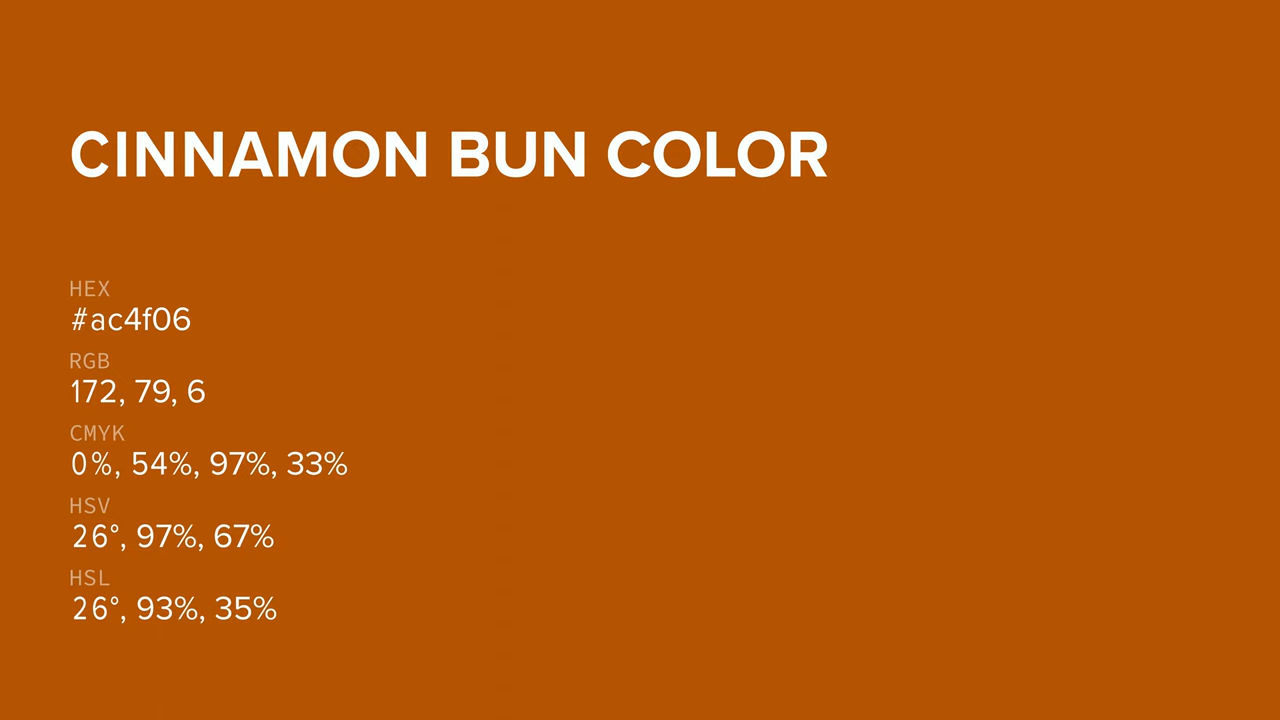 CINNAMON BUN COLOR
HEX
#ac4f06
RGB
172, 79, 6
CMYK
0%, 54%, 97%, 33%
HSV
26°, 97%, 67%
HSL
26°, 93%, 35%